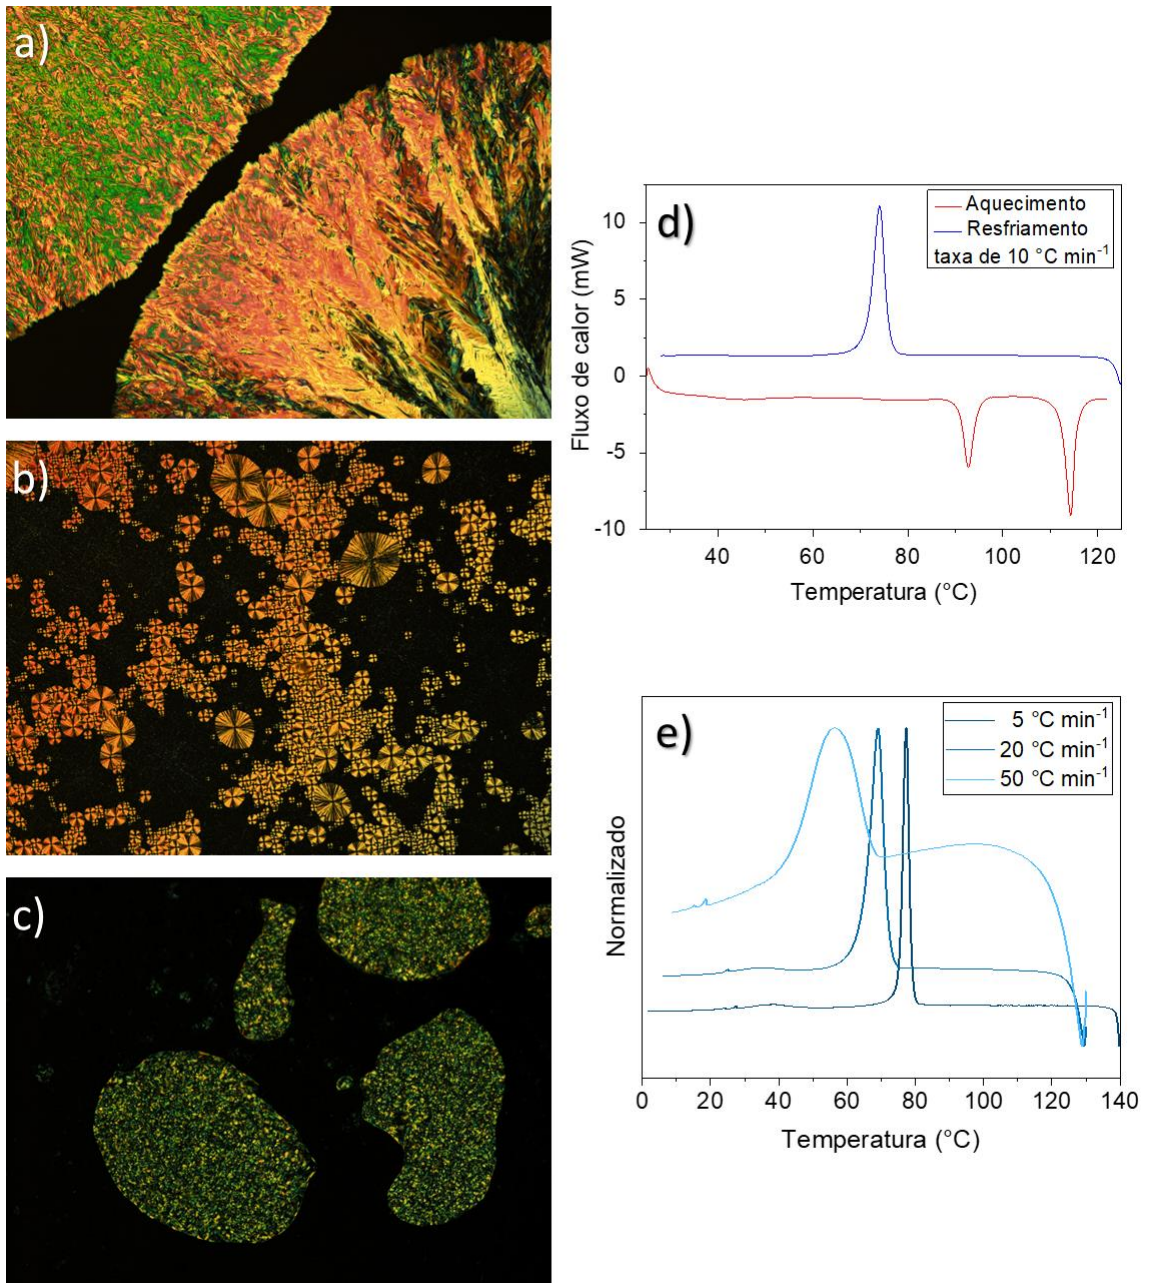 a)
b)
c)
d)
Aquecimento
Resfriamento
taxa de 10 °C min-1
Fluxo de calor (mW)
10
5
0
-5
-10
40 60 80 100 120
Temperatura (°C)
e)
5 °C min-1
20 °C min-1
50 °C min-1
Normalizado
0 20 40 60 80 100 120 140
Temperatura (°C)